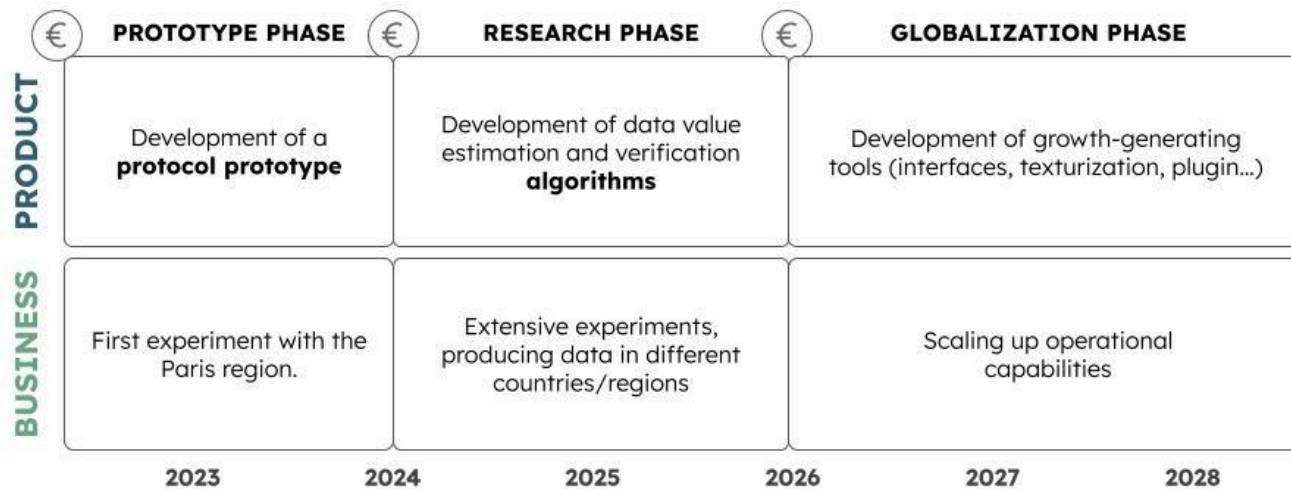 € PROTOTYPE PHASE € RESEARCH PHASE € GLOBALIZATION PHASE
PRODUCT
Development of a
protocol prototype
Development of data value
estimation and verification
algorithms
Development of growth-generating
tools (interfaces, texturization, plugin...)
BUSINESS
First experiment with the
Paris region.
Extensive experiments,
producing data in different
countries/regions
Scaling up operational
capabilities
2023 2024 2025 2026 2027 2028